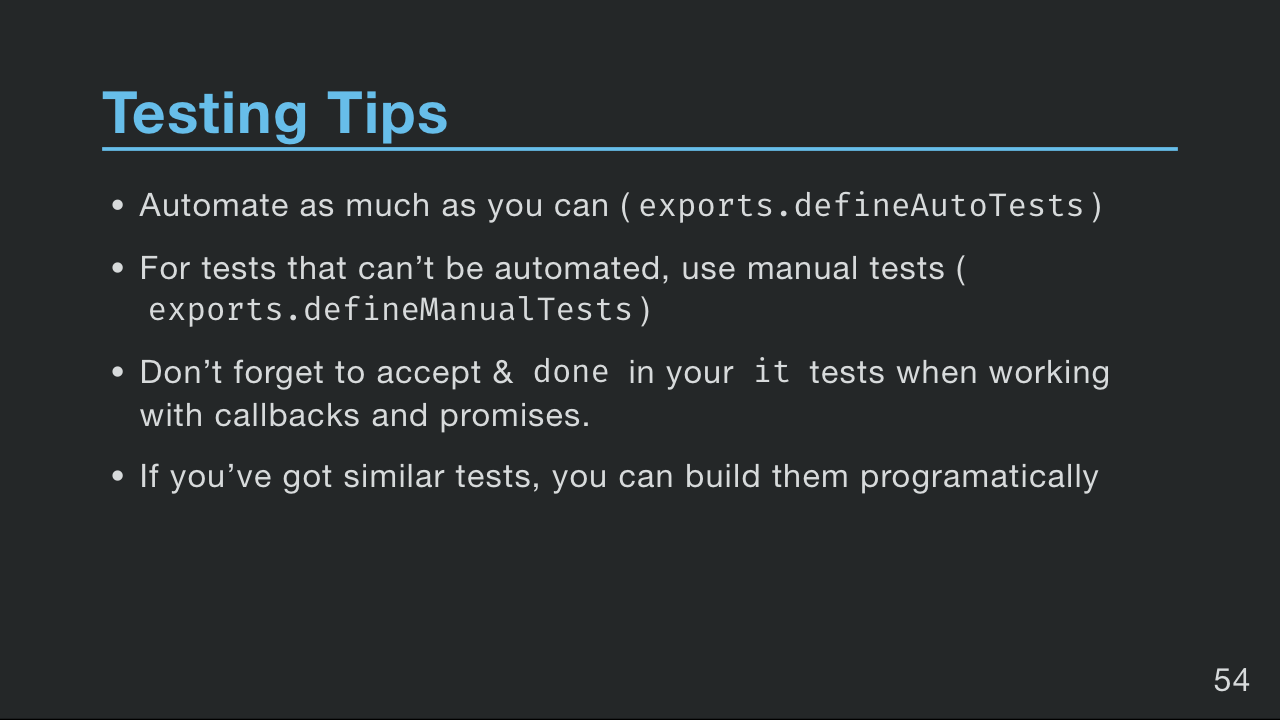 Testing Tips
• Automate as much as you can (exports.defineAutoTests)
• For tests that can’t be automated, use manual tests (
exports.defineManualTests)
• Don’t forget to accept & done in your it tests when working
with callbacks and promises.
• If you’ve got similar tests, you can build them programatically
54